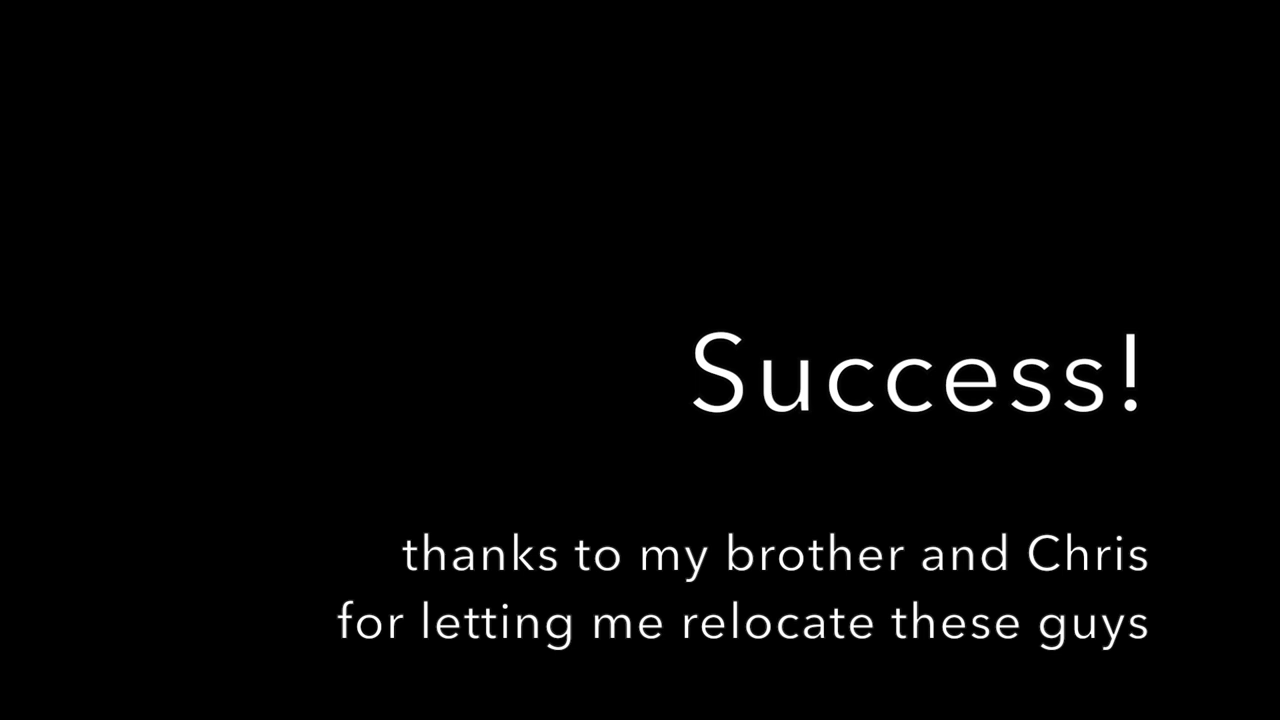 Success!
thanks to my brother and Chris
for letting me relocate these guys